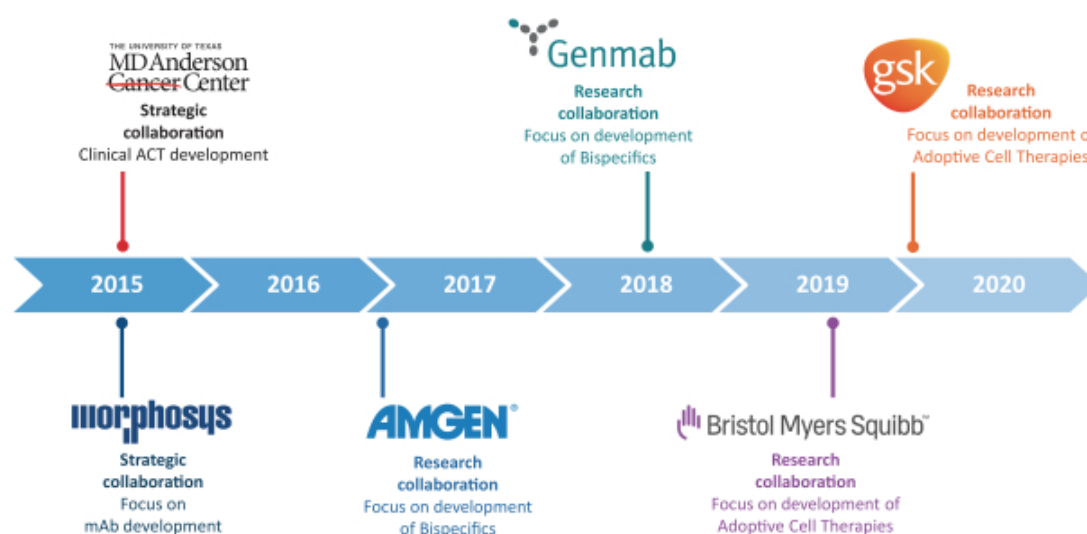 THE UNIVERSITY OF TEXAS
MD Anderson
Cancer Center
Strategic
collaboration
Clinical ACT development
Genmab
Research
collaboration
Focus on development
of Bispecifics
gsk
Research
collaboration
Focus on development o
Adoptive Cell Therapies
2015
2016
2017
2018
2019
2020
morphosys
Strategic
collaboration
Focus on
mAb development
AMGEN®
Research
collaboration
Focus on development
of Bispecifics
Bristol Myers Squibb™
Research
collaboration
Focus on development of
Adoptive Cell Therapies